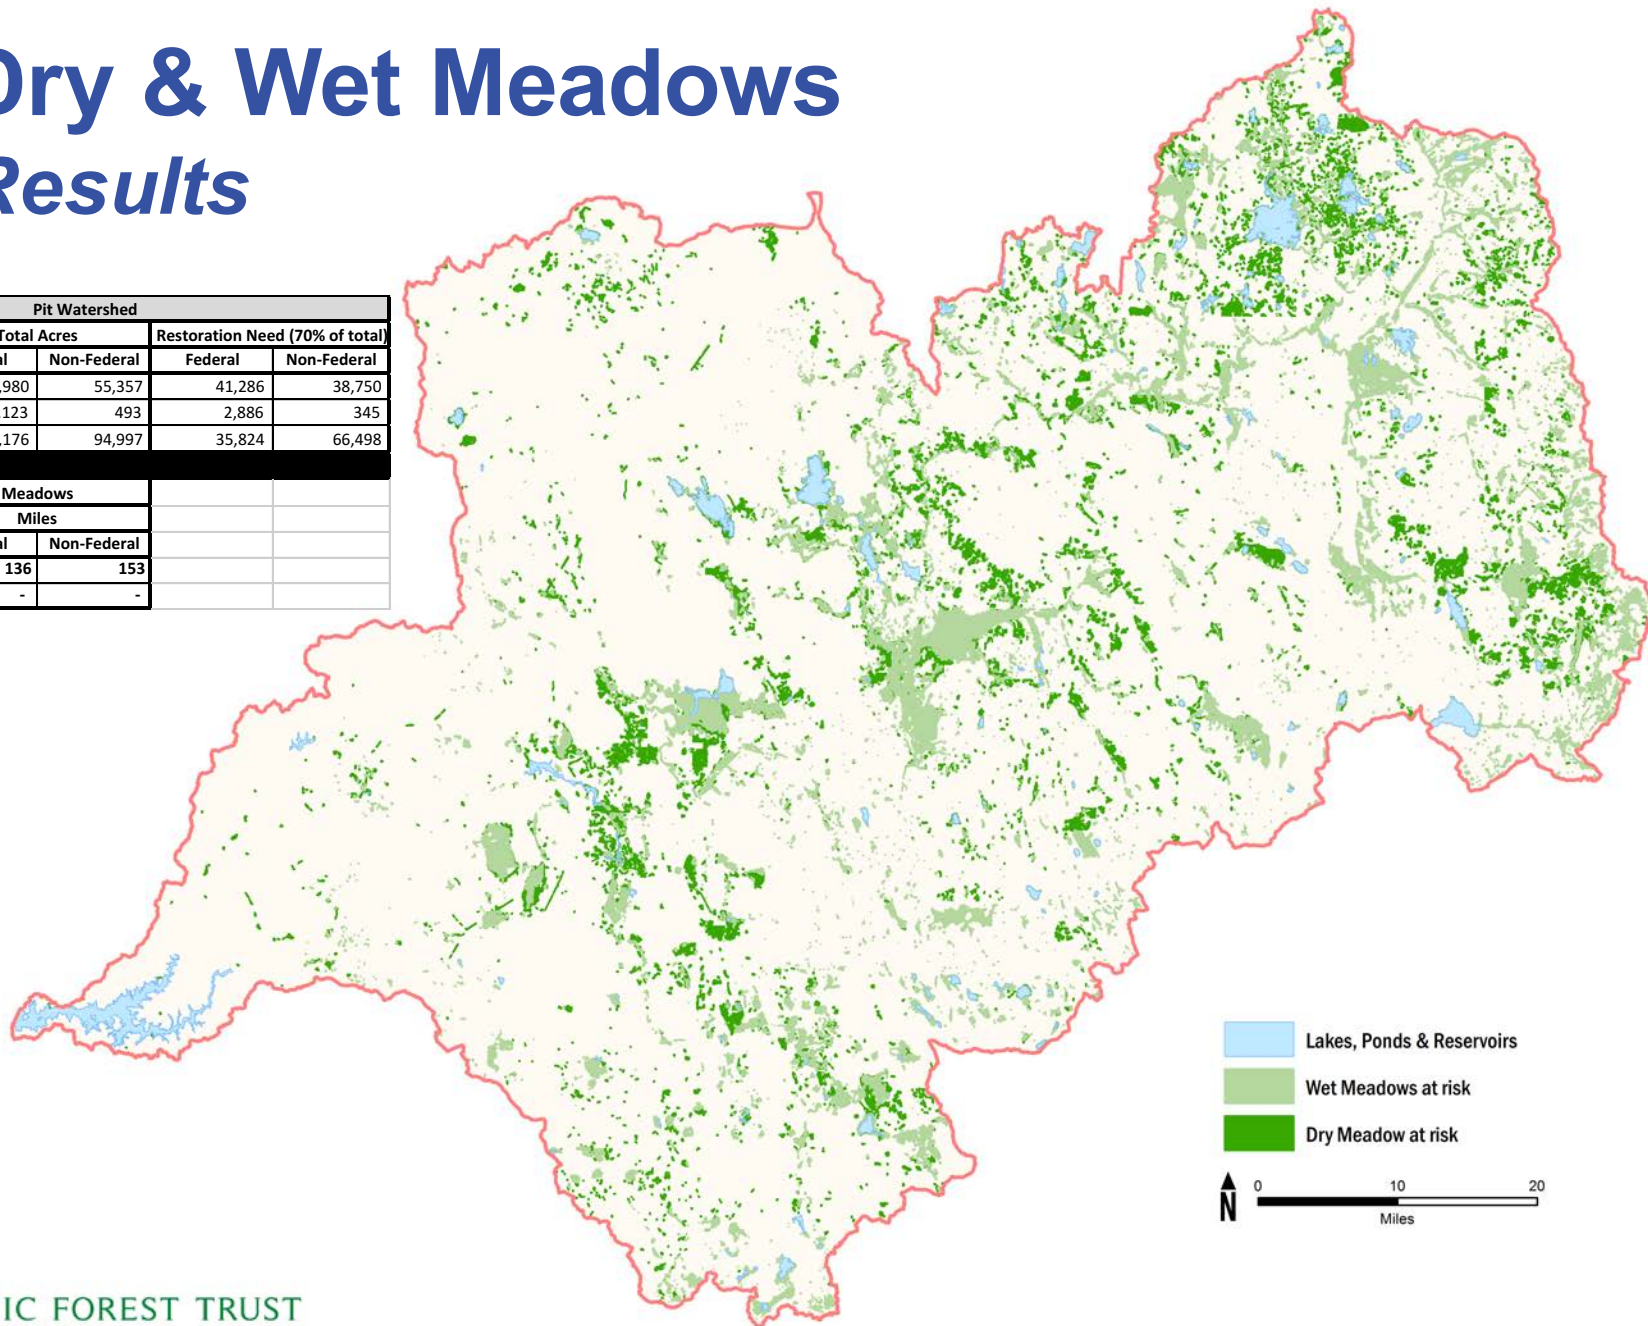 Dry & Wet Meadows
Results
Pit Watershed
Total Acres Restoration Need (70% of total)
al Non-Federal Federal Non-Federal
,980 55,357 41,286 38,750
,123 493 2,886 345
,176 94,997 35,824 66,498
Meadows
Miles
al Non-Federal
136 153
- -
Lakes, Ponds & Reservoirs
Wet Meadows at risk
Dry Meadow at risk
N
0 10 20
Miles
IC FOREST TRUST